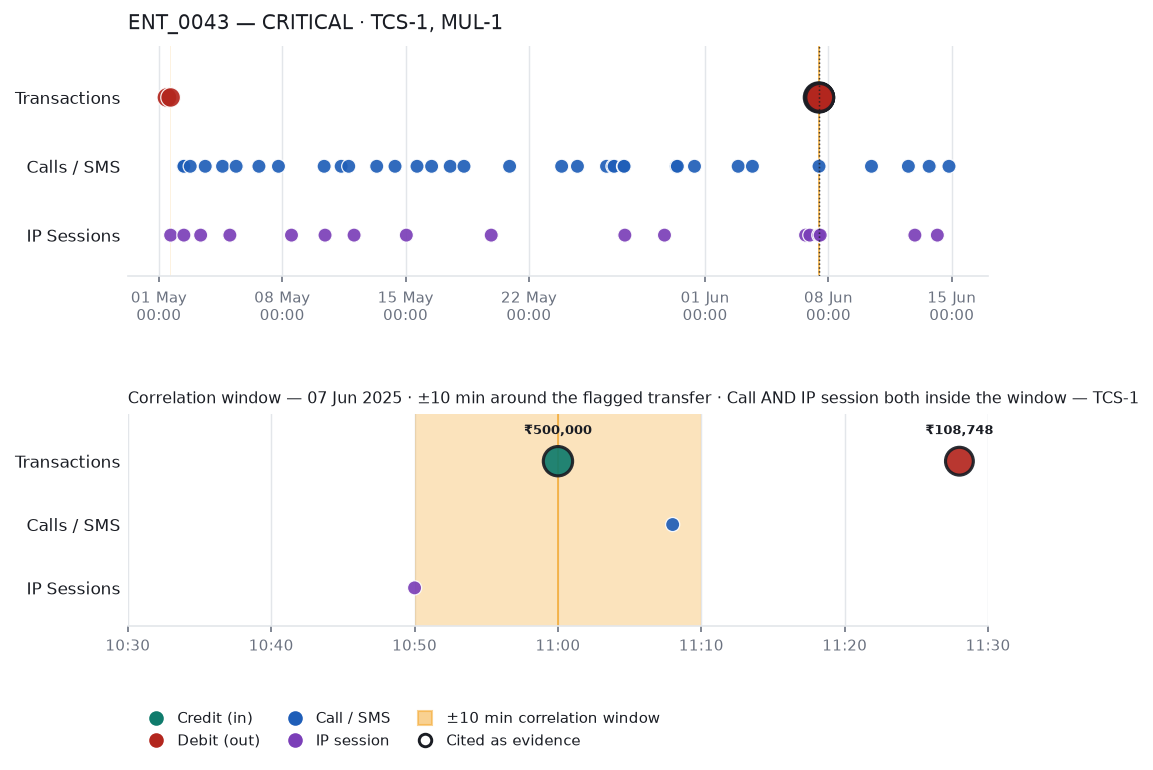 ENT_0043 — CRITICAL · TCS-1, MUL-1
Transactions
Calls / SMS
IP Sessions
01 May
00:00
08 May
00:00
15 May
00:00
22 May
00:00
01 Jun
00:00
08 Jun
00:00
15 Jun
00:00
Correlation window — 07 Jun 2025 · ±10 min around the flagged transfer · Call AND IP session both inside the window — TCS-1
₹500,000
₹108,748
Transactions
Calls / SMS
IP Sessions
10:30
10:40
10:50
11:00
11:10
11:20
11:30
Credit (in)
Debit (out)
Call / SMS
IP session
±10 min correlation window
Cited as evidence